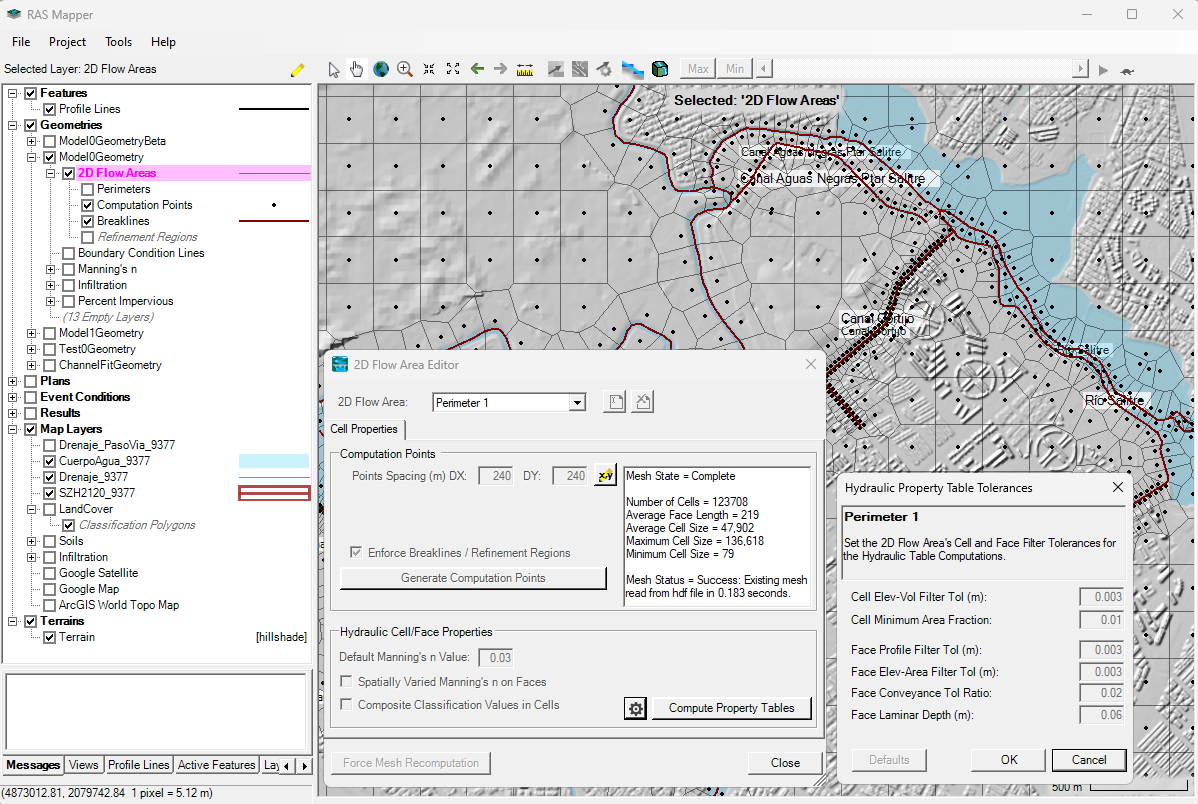 RAS Mapper
File Project Tools Help
Selected Layer: 2D Flow Areas
Max Min
Features
Profile Lines
Geometries
Model0GeometryBeta
Model0Geometry
2D Flow Areas
Perimeters
Computation Points
Breaklines
Refinement Regions
Boundary Condition Lines
Manning's n
Infiltration
Percent Impervious
(13 Empty Layers)
Model1Geometry
Test0Geometry
ChannelFitGeometry
Plans
Event Conditions
Results
Map Layers
Drenaje_PasoVia_9377
CuerpoAgua_9377
Drenaje_9377
SZH2120_9377
LandCover
Classification Polygons
Soils
Infiltration
Google Satellite
Google Map
ArcGIS World Topo Map
Terrains
Terrain [hillshade]
Messages Views Profile Lines Active Features Lay
(4873012.81, 2079742.84 1 pixel = 5.12 m)
Selected: '2D Flow Areas'
Canal Aguas Negras Ptar Salitre
Canal Aguas Negras Ptar Salitre
Canal Cortijo
Canal Cortijo
Río Salitre
Río Salitre
500 m
2D Flow Area Editor
2D Flow Area: Perimeter 1
Cell Properties
Computation Points
Points Spacing (m) DX: 240 DY: 240
Enforce Breaklines / Refinement Regions
Generate Computation Points
Mesh State = Complete
Number of Cells = 123708
Average Face Length = 219
Average Cell Size = 47,902
Maximum Cell Size = 136,618
Minimum Cell Size = 79
Mesh Status = Success: Existing mesh
read from hdf file in 0.183 seconds.
Hydraulic Cell/Face Properties
Default Manning's n Value: 0.03
Spatially Varied Manning's n on Faces
Composite Classification Values in Cells
Compute Property Tables
Force Mesh Recomputation Close
Hydraulic Property Table Tolerances
Perimeter 1
Set the 2D Flow Area's Cell and Face Filter Tolerances for
the Hydraulic Table Computations.
Cell Elev-Vol Filter Tol (m): 0.003
Cell Minimum Area Fraction: 0.01
Face Profile Filter Tol (m): 0.003
Face Elev-Area Filter Tol (m): 0.003
Face Conveyance Tol Ratio: 0.02
Face Laminar Depth (m): 0.06
Defaults OK Cancel